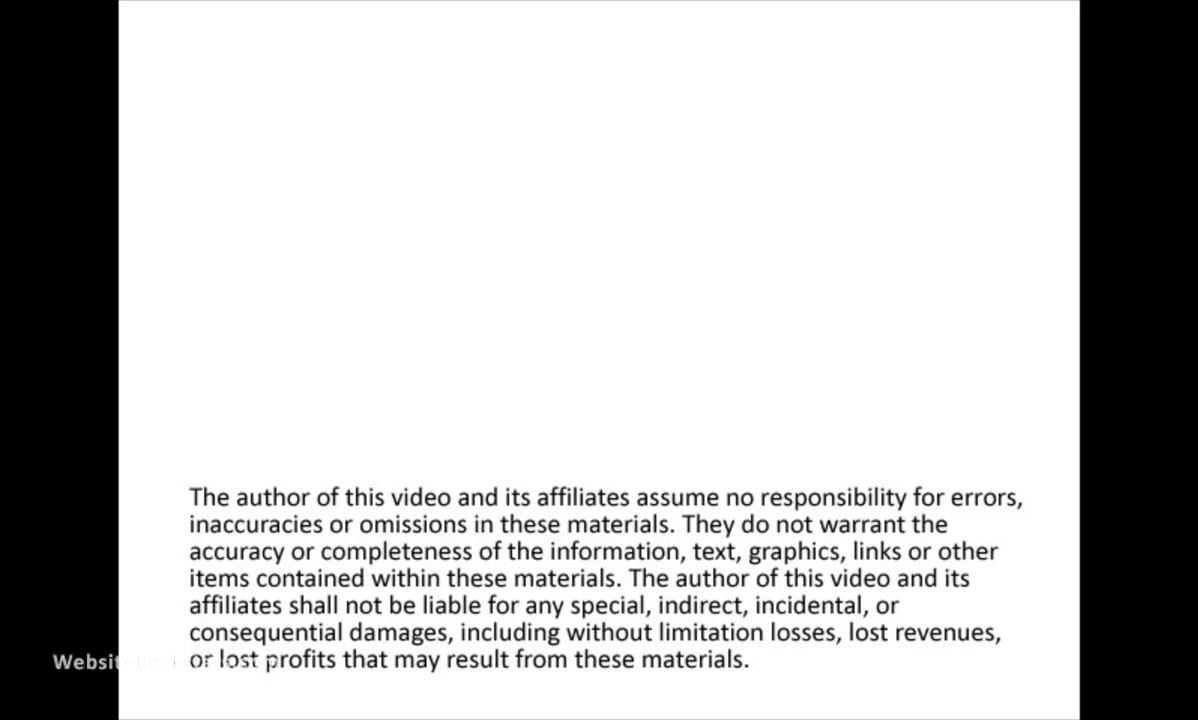 The author of this video and its affiliates assume no responsibility for errors,
inaccuracies or omissions in these materials. They do not warrant the
accuracy or completeness of the information, text, graphics, links or other
items contained within these materials. The author of this video and its
affiliates shall not be liable for any special, indirect, incidental, or
consequential damages, including without limitation losses, lost revenues,
or lost profits that may result from these materials.